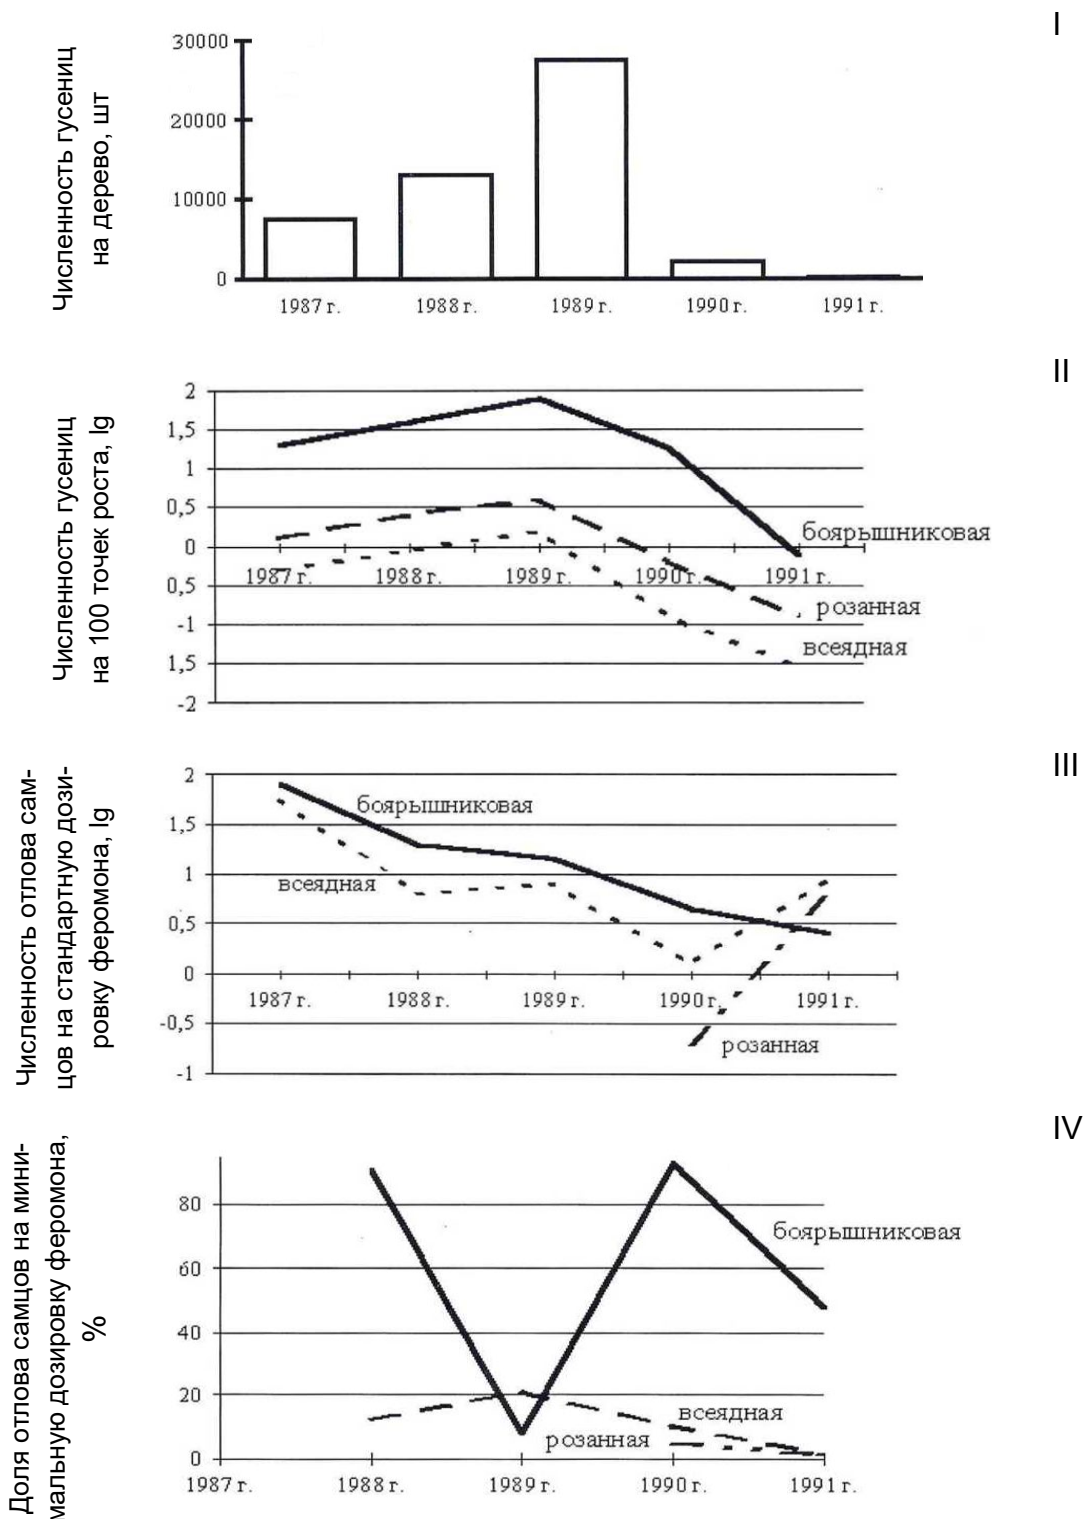 I
Численность гусениц
на дерево, шт
30000
20000
10000
0
1987 г.
1988 г.
1989 г.
1990 г.
1991 г.
II
Численность гусениц
на 100 точек роста, lg
2
1,5
1
0,5
0
0,5
-1
1,5
-2
1987 г.
1988 г.
1989 г.
1990 г.
1991 г.
боярышниковая
розанная
всеядная
III
Численность отлова сам-
цов на стандартную дози-
ровку феромона, lg
2
1,5
1
0,5
0
-0,5
-1
боярышниковая
всеядная
1987 г.
1988 г.
1989 г.
1990 г.
1991 г.
розанная
IV
Доля отлова самцов на мини-
мальную дозировку феромона,
%
80
60
40
20
0
боярышниковая
всеядная
розанная
1987 г.
1988 г.
1989 г.
1990 г.
1991 г.